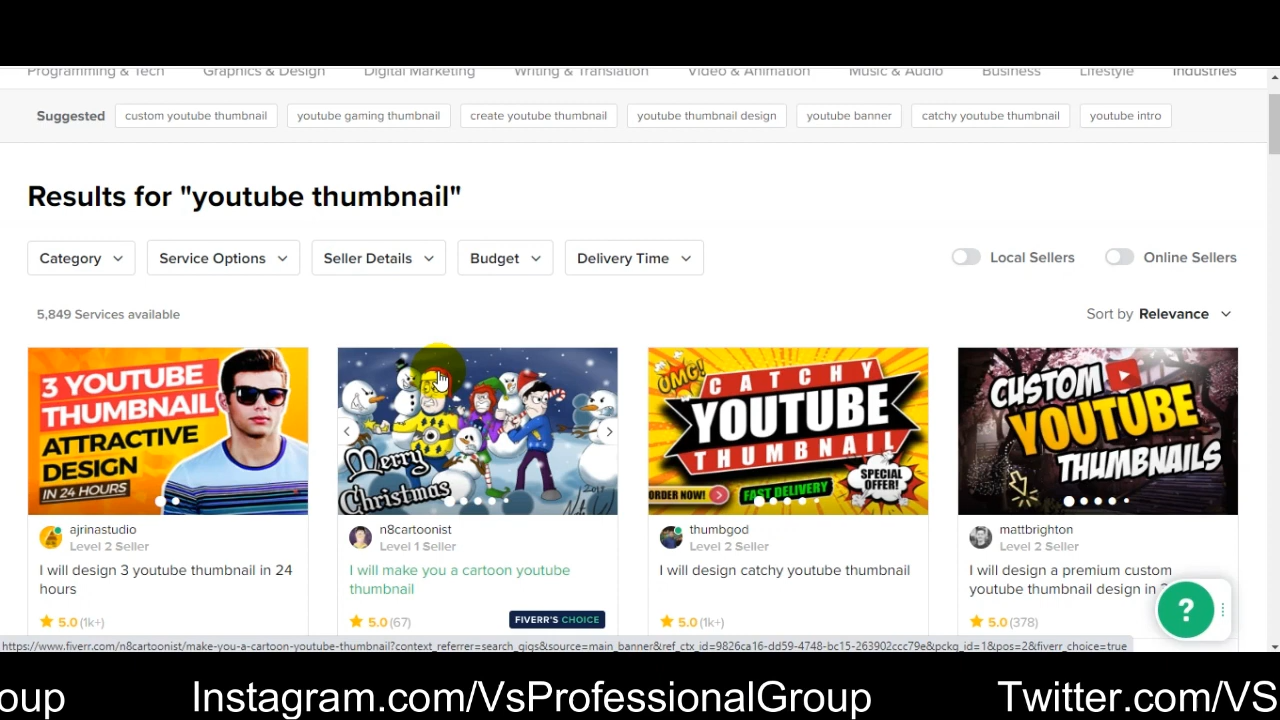 Programming & Tech Graphics & Design Digital Marketing Writing & Translation Video & Animation Music & Audio Business Lifestyle Industries
Suggested custom youtube thumbnail youtube gaming thumbnail create youtube thumbnail youtube thumbnail design youtube banner catchy youtube thumbnail youtube intro
Results for "youtube thumbnail"
Category Service Options Seller Details Budget Delivery Time Local Sellers Online Sellers
5,849 Services available Sort by Relevance
3 YOUTUBE
THUMBNAIL
ATTRACTIVE
DESIGN
IN 24 HOURS
Merry
Christmas
2017
OMG!
CATCHY
YOUTUBE
THUMBNAIL
SPECIAL
OFFER!
ORDER NOW! FAST DELIVERY
CUSTOM
YOUTUBE
THUMBNAILS
ajrinastudio
Level 2 Seller
I will design 3 youtube thumbnail in 24
hours
5.0 (1k+)
n8cartoonist
Level 1 Seller
I will make you a cartoon youtube
thumbnail
5.0 (67) FIVERR'S CHOICE
thumbgod
Level 2 Seller
I will design catchy youtube thumbnail
5.0 (1k+)
mattbrighton
Level 2 Seller
I will design a premium custom
youtube thumbnail design in
5.0 (378)
?
https://www.fiverr.com/n8cartoonist/make-you-a-cartoon-youtube-thumbnail?context_referrer=search_gigs&source=main_banner&ref_ctx_id=9826ca16-dd59-4748-bc15-263902ccc79e&pckg_id=1&pos=2&fiverr_choice=true
oup Instagram.com/VsProfessionalGroup Twitter.com/VS